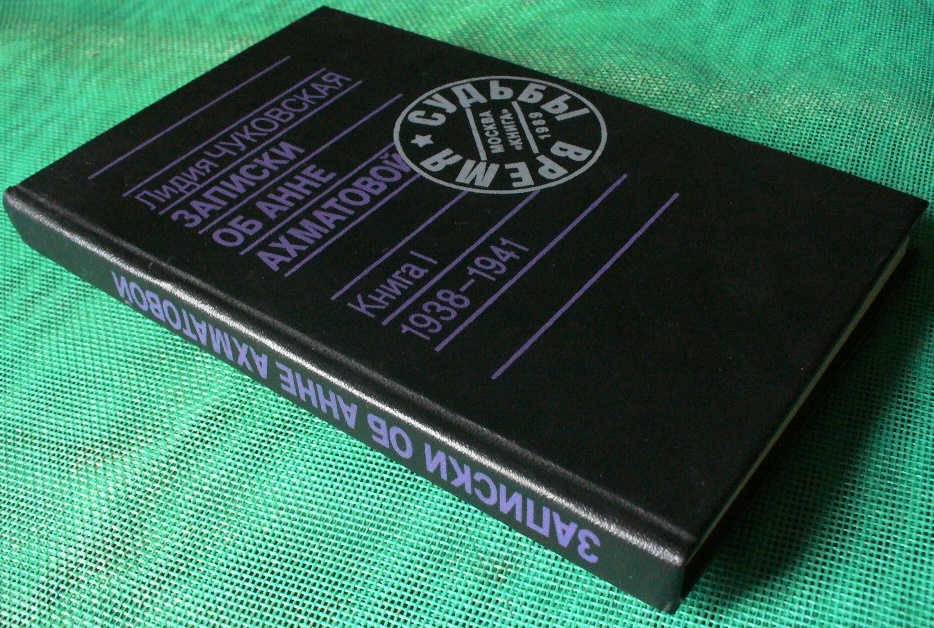 Лидия ЧУКОВСКАЯ
ЗАПИСКИ
ОБ АННЕ
АХМАТОВОЙ
Книга I
1938–1941
ВРЕМЯ ★ СУДЬБЫ
МОСКВА
«КНИГА»
1989
ЗАПИСКИ ОБ АННЕ АХМАТОВОЙ